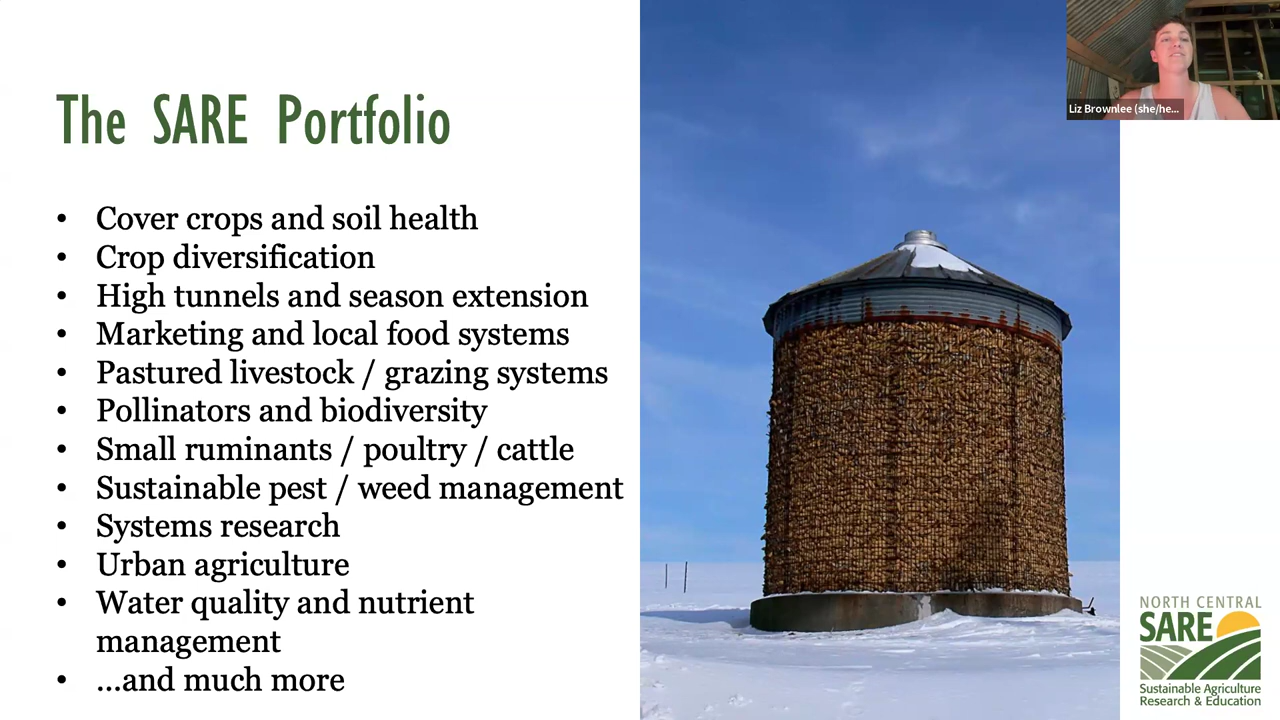 The SARE Portfolio
• Cover crops and soil health
• Crop diversification
• High tunnels and season extension
• Marketing and local food systems
• Pastured livestock / grazing systems
• Pollinators and biodiversity
• Small ruminants / poultry / cattle
• Sustainable pest / weed management
• Systems research
• Urban agriculture
• Water quality and nutrient
management
• ...and much more
Liz Brownlee (she/he...
NORTH CENTRAL
SARE
Sustainable Agriculture
Research & Education